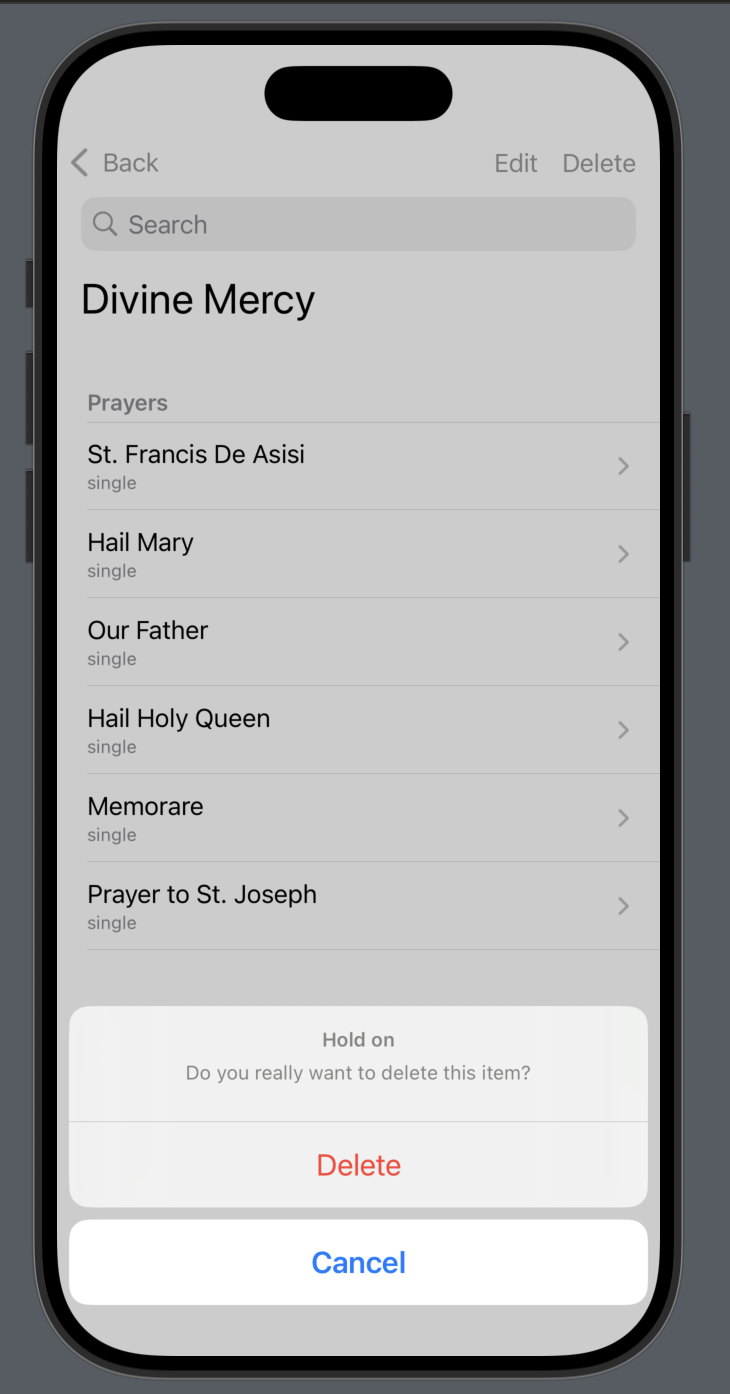 Back Edit Delete
Search
Divine Mercy
Prayers
St. Francis De Asisi
single
Hail Mary
single
Our Father
single
Hail Holy Queen
single
Memorare
single
Prayer to St. Joseph
single
Hold on
Do you really want to delete this item?
Delete
Cancel